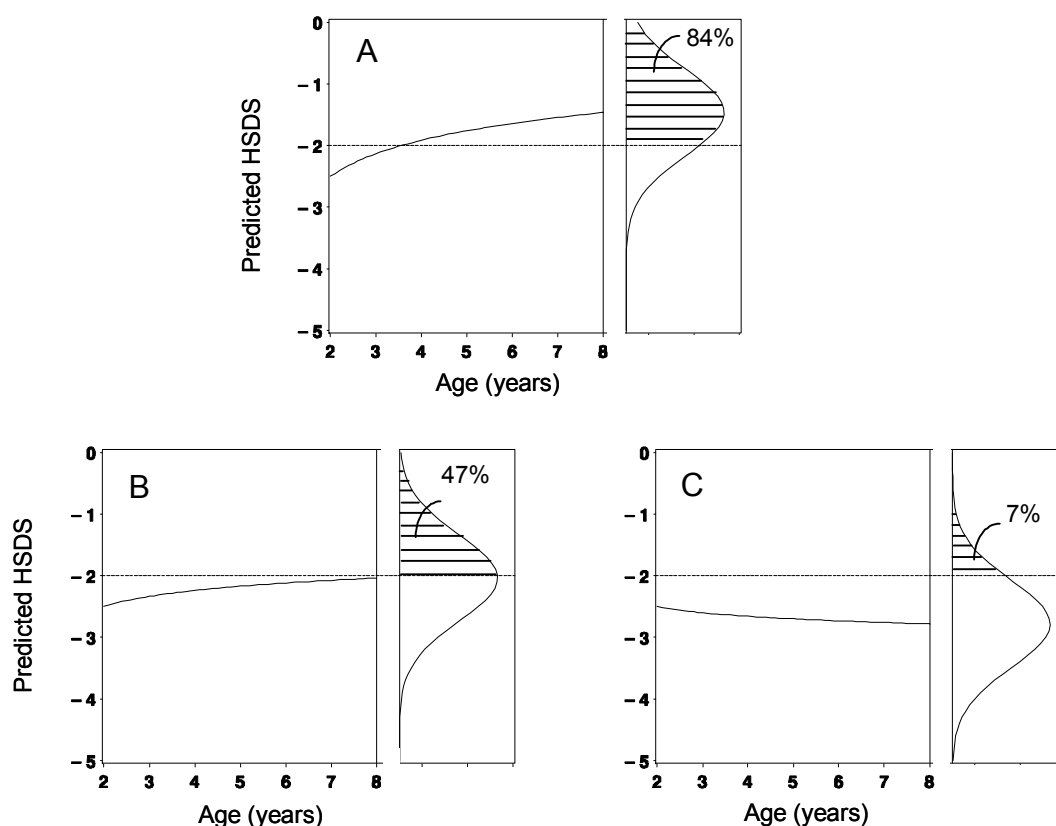 0
A
84%
– 1
– 2
– 3
– 4
– 5
Predicted HSDS
2 3 4 5 6 7 8
Age (years)
0
B
47%
– 1
– 2
– 3
– 4
– 5
Predicted HSDS
2 3 4 5 6 7 8
Age (years)
0
C
7%
– 1
– 2
– 3
– 4
– 5
2 3 4 5 6 7 8
Age (years)